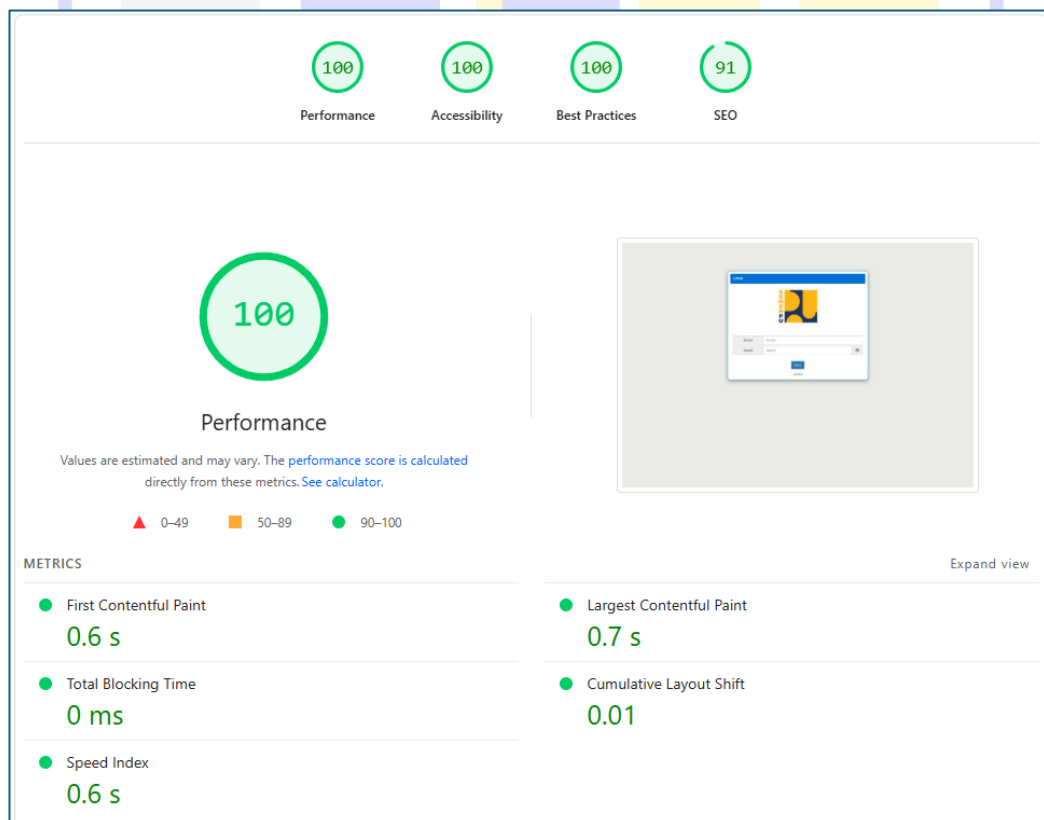 100 100 100 91
Performance Accessibility Best Practices SEO
100
Performance
Values are estimated and may vary. The performance score is calculated
directly from these metrics. See calculator.
0–49 50–89 90–100
METRICS Expand view
First Contentful Paint
0.6 s
Largest Contentful Paint
0.7 s
Total Blocking Time
0 ms
Cumulative Layout Shift
0.01
Speed Index
0.6 s